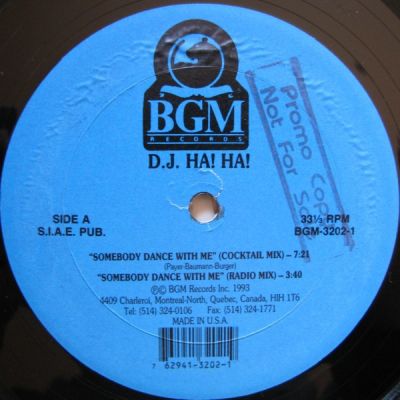 BGM
RECORDS
D.J. HA! HA!
Promo Copy
Not For Sale
SIDE A
S.I.A.E. PUB.
33⅓ RPM
BGM-3202-1
"SOMEBODY DANCE WITH ME" (COCKTAIL MIX) – 7:21
(Payer-Baumann-Burger)
"SOMEBODY DANCE WITH ME" (RADIO MIX) – 3:40
℗© BGM Records Inc. 1993
4409 Charleroi, Montreal-North, Quebec, Canada, HIH 1T6
Tel: (514) 324-0106 Fax: (514) 324-1771
MADE IN U.S.A.
7 62941-3202-1